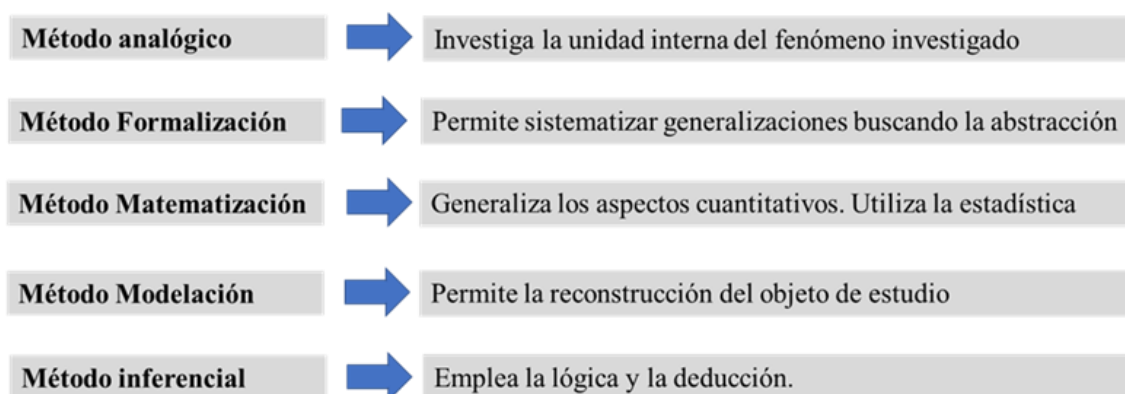 Método analógico
Investiga la unidad interna del fenómeno investigado
Método Formalización
Permite sistematizar generalizaciones buscando la abstracción
Método Matematización
Generaliza los aspectos cuantitativos. Utiliza la estadística
Método Modelación
Permite la reconstrucción del objeto de estudio
Método inferencial
Emplea la lógica y la deducción.